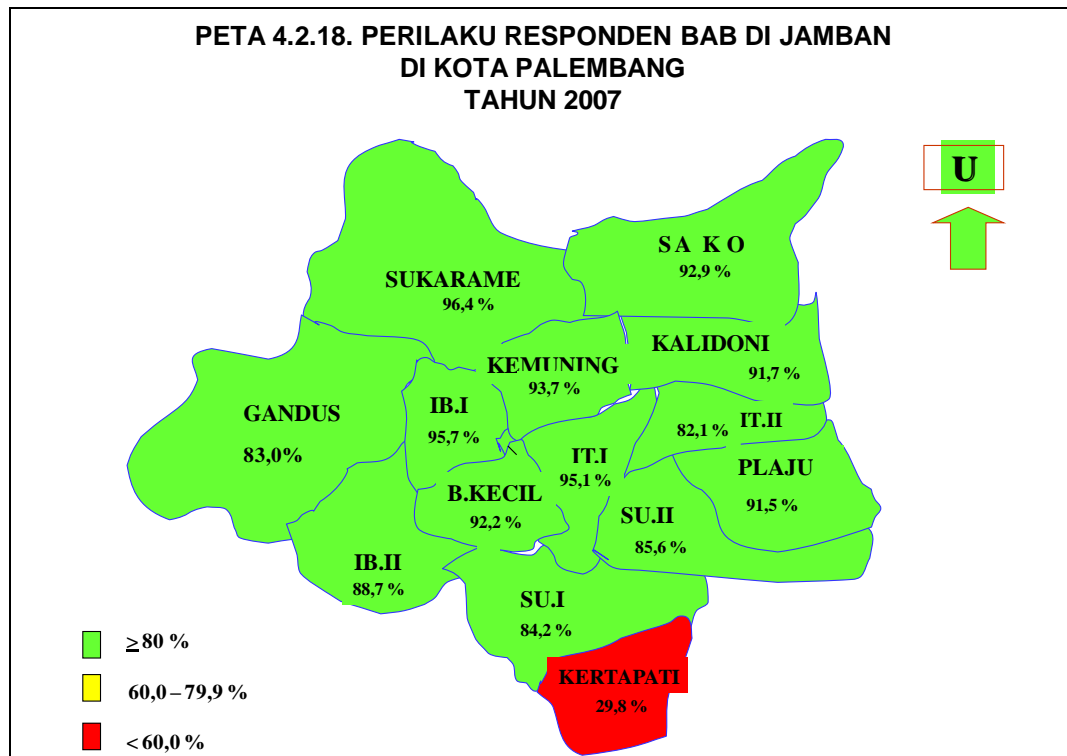 PETA 4.2.18. PERILAKU RESPONDEN BAB DI JAMBAN
DI KOTA PALEMBANG
TAHUN 2007
U
SA K O
92,9 %
SUKARAME
96,4 %
KALIDONI
91,7 %
KEMUNING
93,7 %
GANDUS
83,0%
IB.I
95,7 %
IT.II
82,1 %
IT.I
95,1 %
PLAJU
91,5 %
B.KECIL
92,2 %
SU.II
85,6 %
IB.II
88,7 %
SU.I
84,2 %
KERTAPATI
29,8 %
≥ 80 %
60,0 – 79,9 %
< 60,0 %